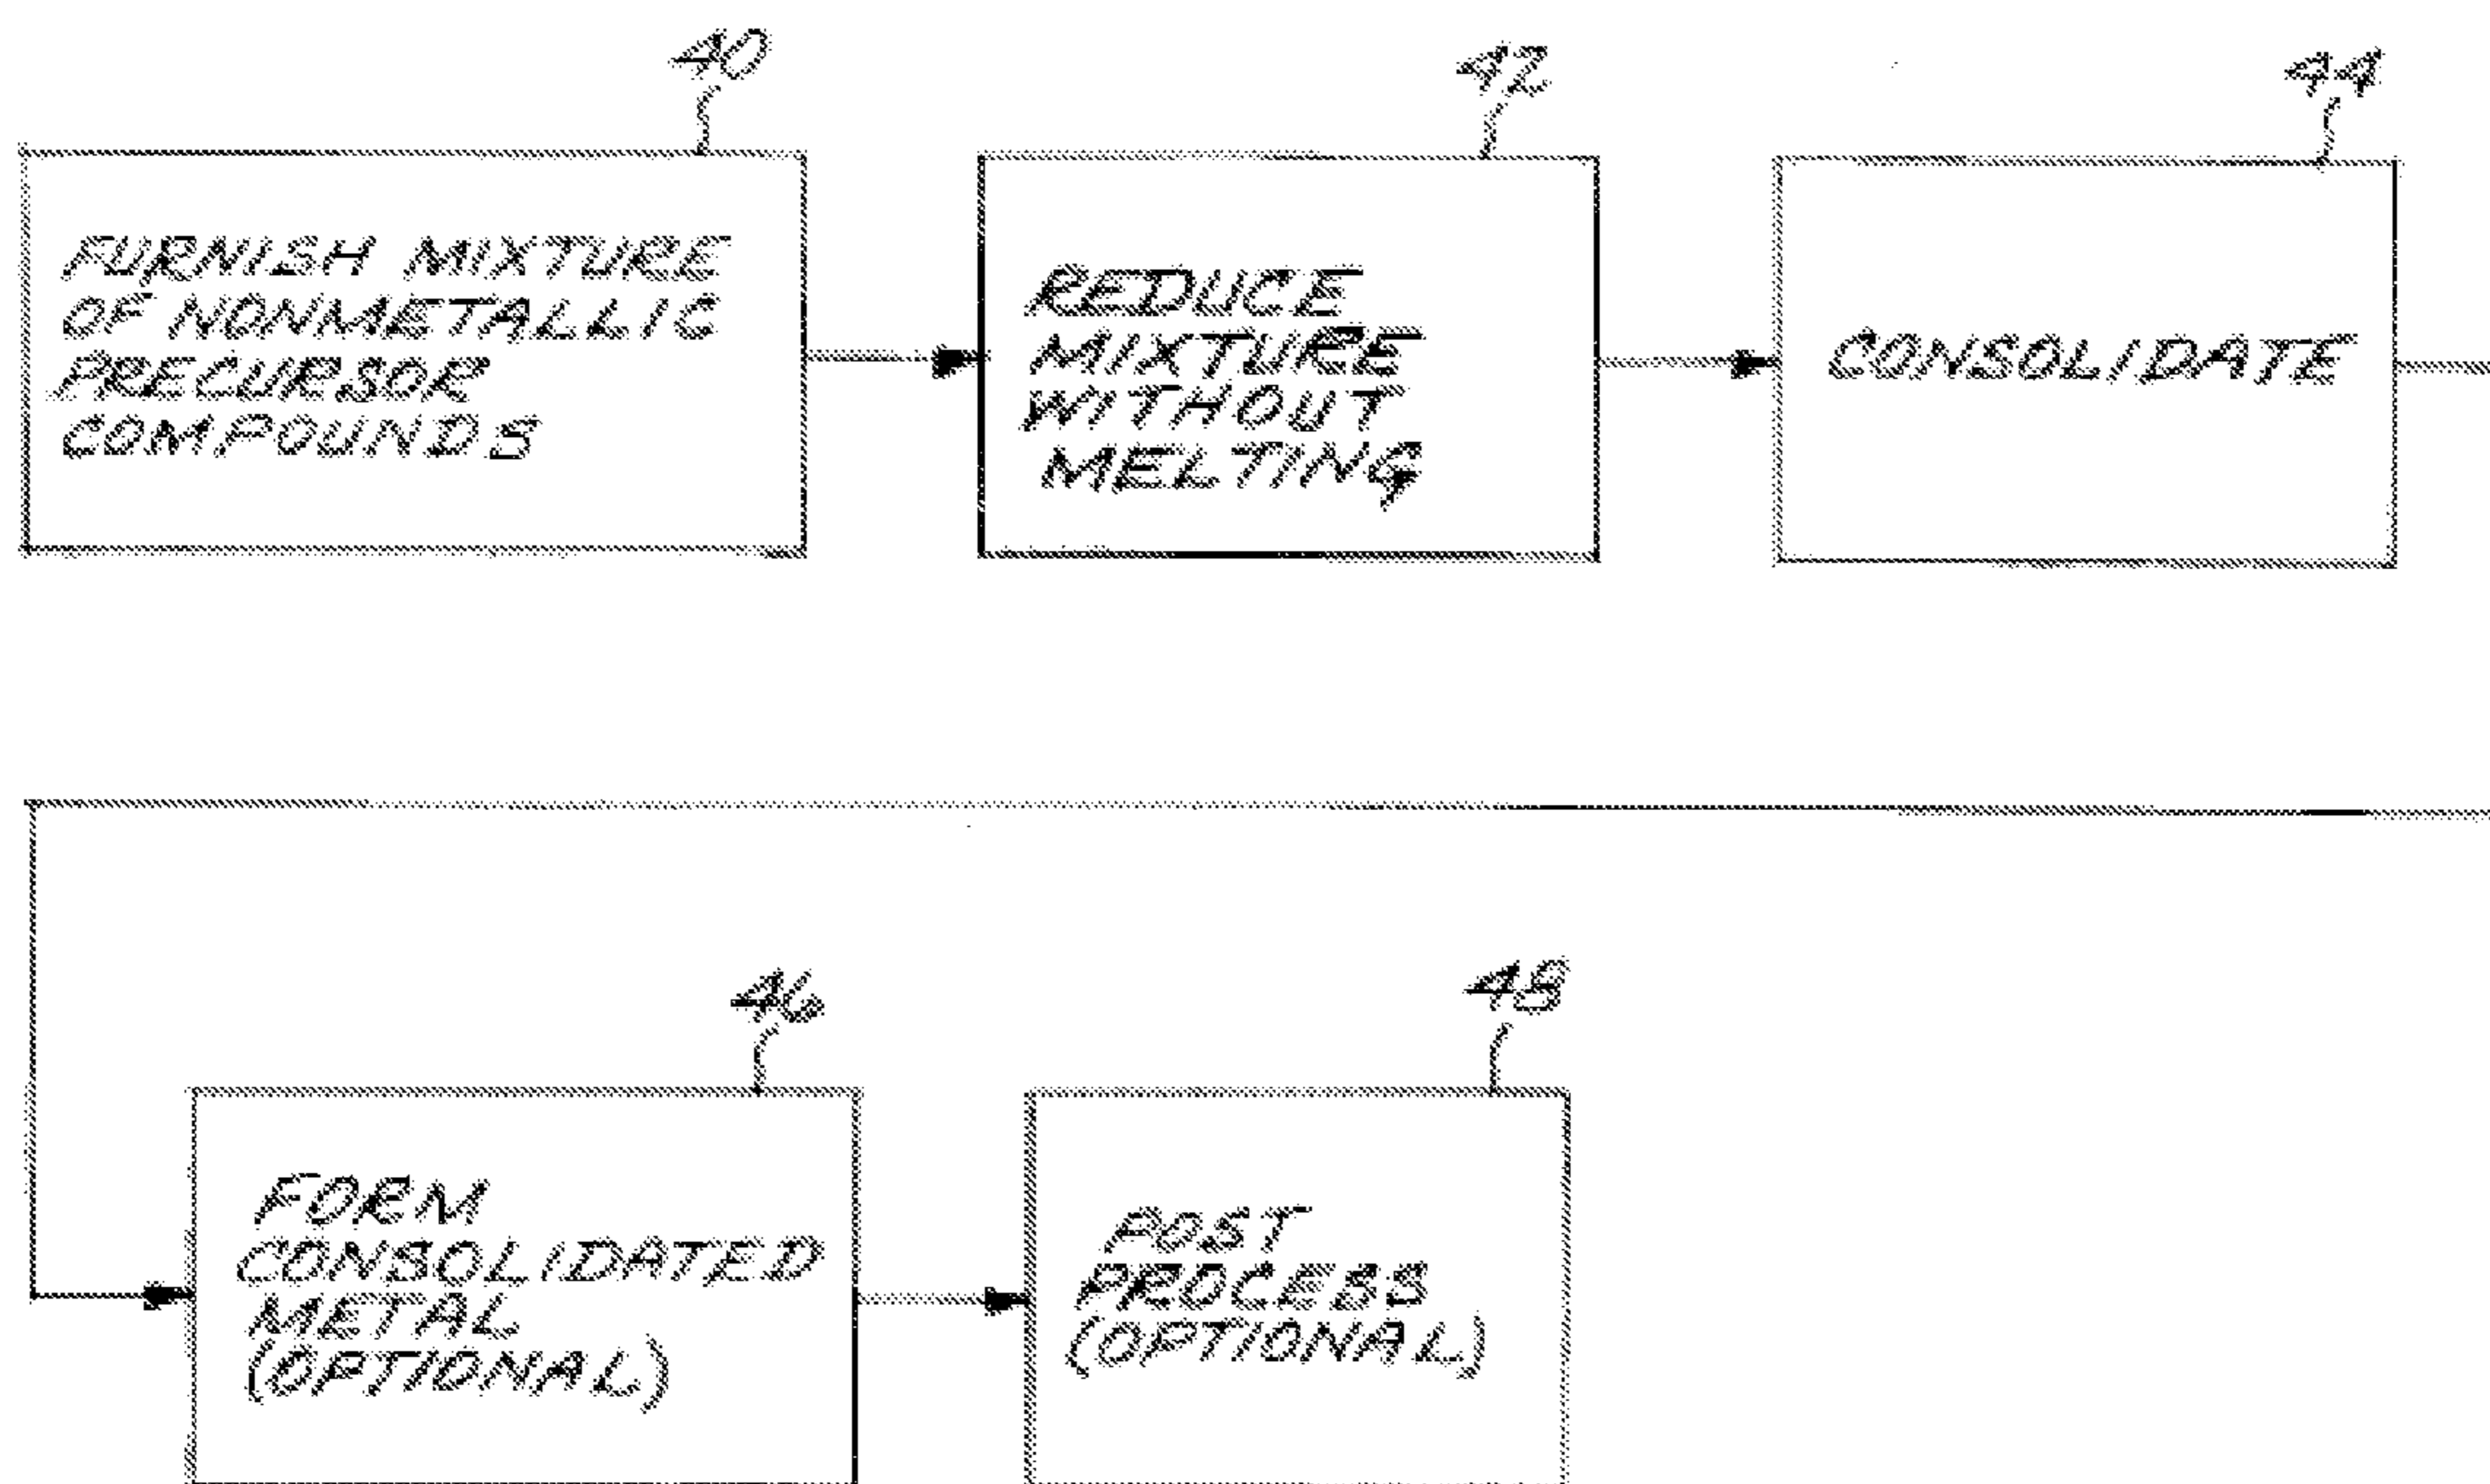 40
42
44
FURNISH MIXTURE
OF NONMETALLIC
PRECURSOR
COMPOUNDS
REDUCE
MIXTURE
WITHOUT
MELTING
CONSOLIDATE
46
48
FORM
CONSOLIDATED
METAL
(OPTIONAL)
POST
PROCESS
(OPTIONAL)